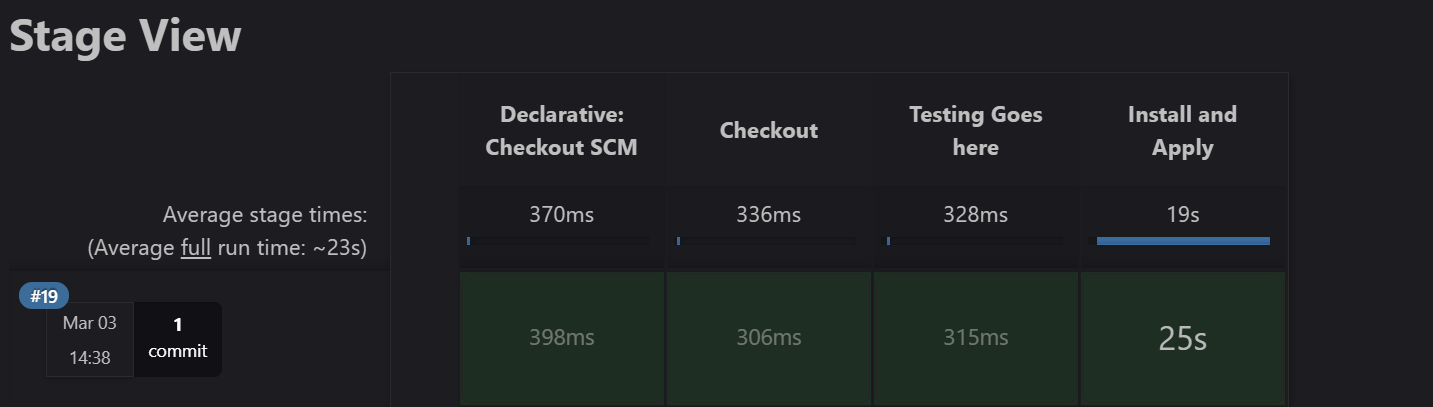 Stage View
Declarative:
Checkout SCM
Checkout
Testing Goes
here
Install and
Apply
Average stage times:
(Average full run time: ~23s)
370ms
336ms
328ms
19s
#19
Mar 03
14:38
1
commit
398ms
306ms
315ms
25s